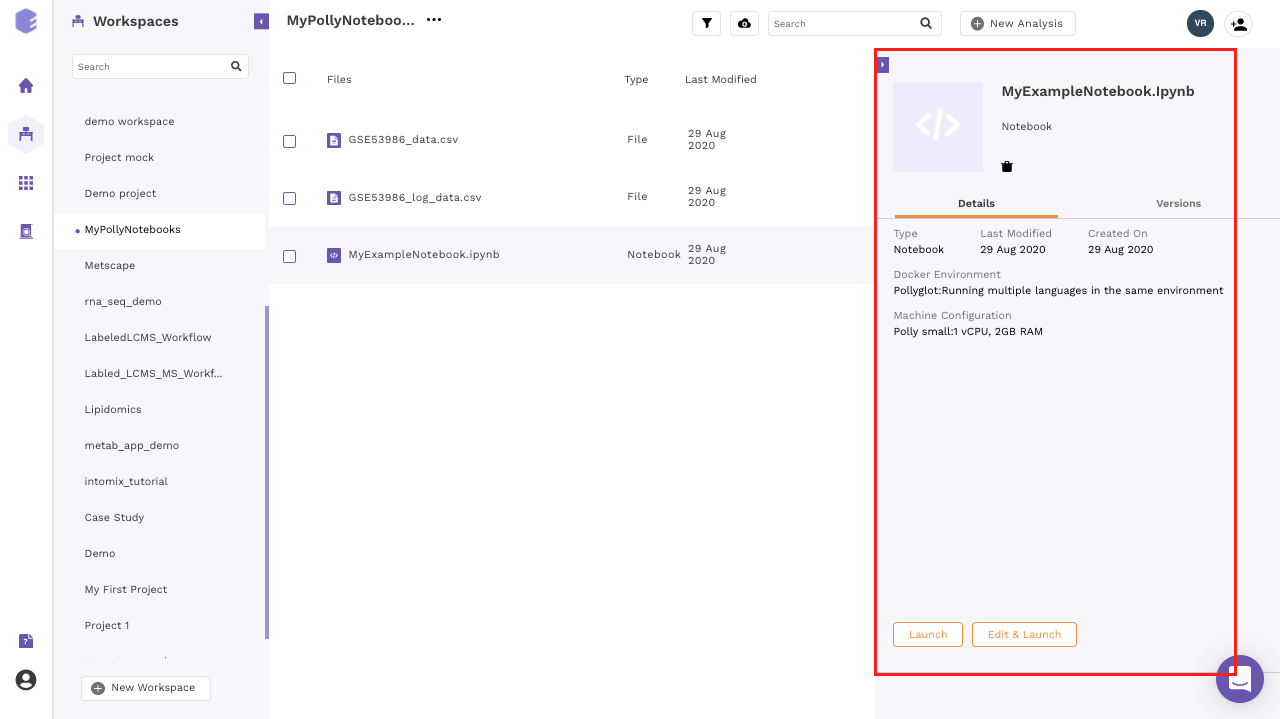 Workspaces
Search
demo workspace
Project mock
Demo project
MyPollyNotebooks
Metscape
rna_seq_demo
LabeledLCMS_Workflow
Labled_LCMS_MS_Workf...
Lipidomics
metab_app_demo
intomix_tutorial
Case Study
Demo
My First Project
Project 1
New Workspace
MyPollyNoteboo...
Search
New Analysis
VR
Files Type Last Modified
GSE53986_data.csv File 29 Aug
2020
GSE53986_log_data.csv File 29 Aug
2020
MyExampleNotebook.ipynb Notebook 29 Aug
2020
MyExampleNotebook.Ipynb
Notebook
Details Versions
Type Last Modified Created On
Notebook 29 Aug 2020 29 Aug 2020
Docker Environment
Pollyglot:Running multiple languages in the same environment
Machine Configuration
Polly small:1 vCPU, 2GB RAM
Launch Edit & Launch